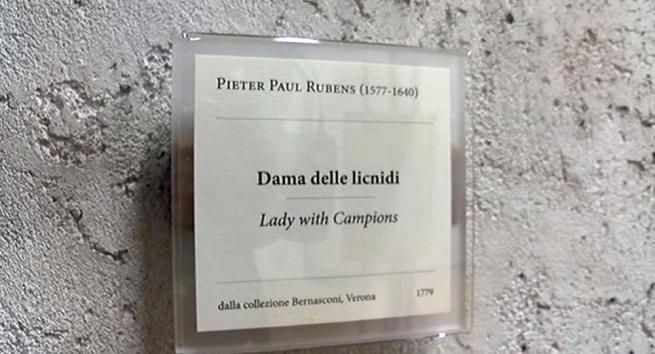 PIETER PAUL RUBENS (1577-1640)
Dama delle licnidi
Lady with Campions
dalla collezione Bernasconi, Verona 1779